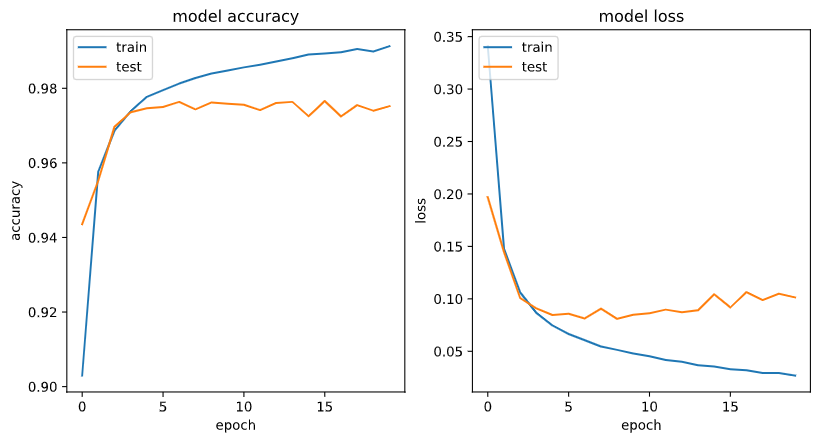 model accuracy
train
test
0.98
0.96
0.94
0.92
0.90
accuracy
0
5
10
15
epoch
model loss
train
test
0.35
0.30
0.25
0.20
0.15
0.10
0.05
loss
0
5
10
15
epoch